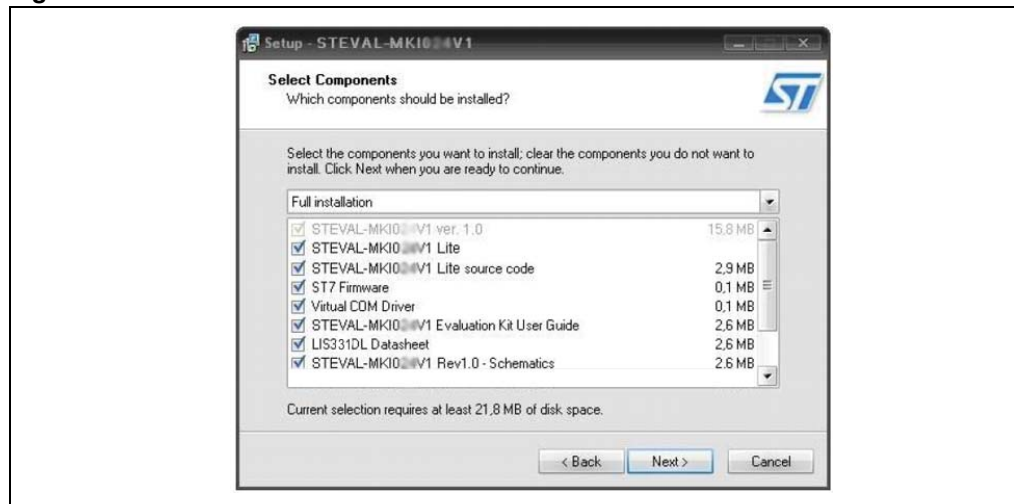 Setup -
Select Components
Which components should be installed?
ST
Select the components you want to install; clear the components you do not want to
install. Click Next when you are ready to continue.
Full installation
ver. 1.0 15,8 MB
Lite
Lite source code 2,9 MB
ST7 Firmware 0,1 MB
Virtual COM Driver 0,1 MB
Evaluation Kit User Guide 2,6 MB
LIS331DL Datasheet 2,6 MB
Rev1.0 - Schematics 2,6 MB
Current selection requires at least 21,8 MB of disk space.
< Back Next > Cancel